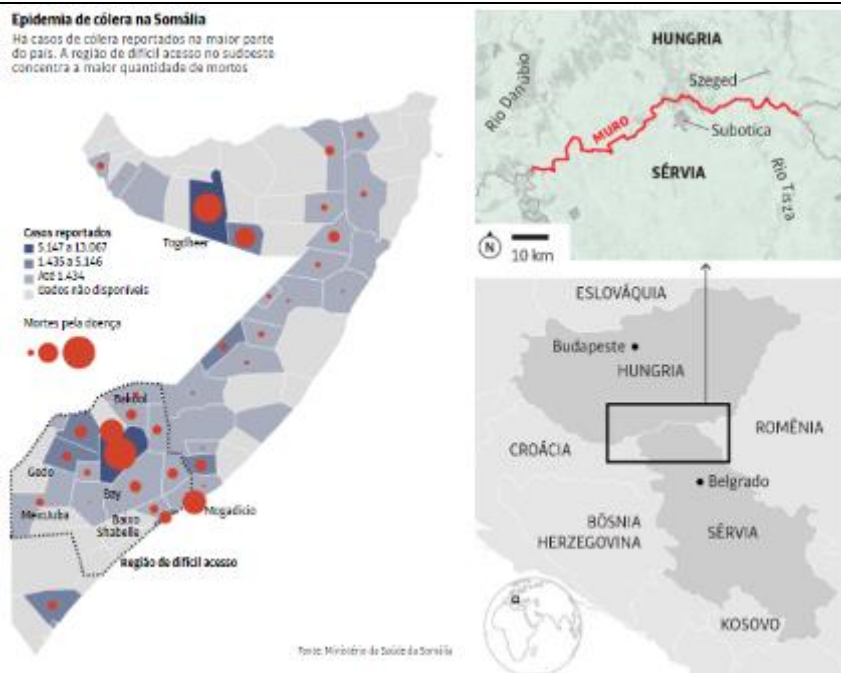 Epidemia de cólera na Somália
Há casos de cólera reportados na maior parte
do país. A região de difícil acesso no sudoeste
concentra a maior quantidade de mortos
Togdheer
Casos reportados
5.147 a 13.067
1.435 a 5.146
Até 1.434
dados não disponíveis
Mortes pela doença
Bakool
Gedo
Bay
Baixo
Shabelle
Mogadício
Região de difícil acesso
Fonte: Ministério da Saúde da Somália
HUNGRIA
Szeged
Rio Danúbio
MURO
Subotica
SÉRVIA
Rio Tisza
N
10 km
ESLOVÁQUIA
Budapeste
HUNGRIA
ROMÊNIA
CROÁCIA
Belgrado
BÓSNIA
HERZEGOVINA
SÉRVIA
KOSOVO